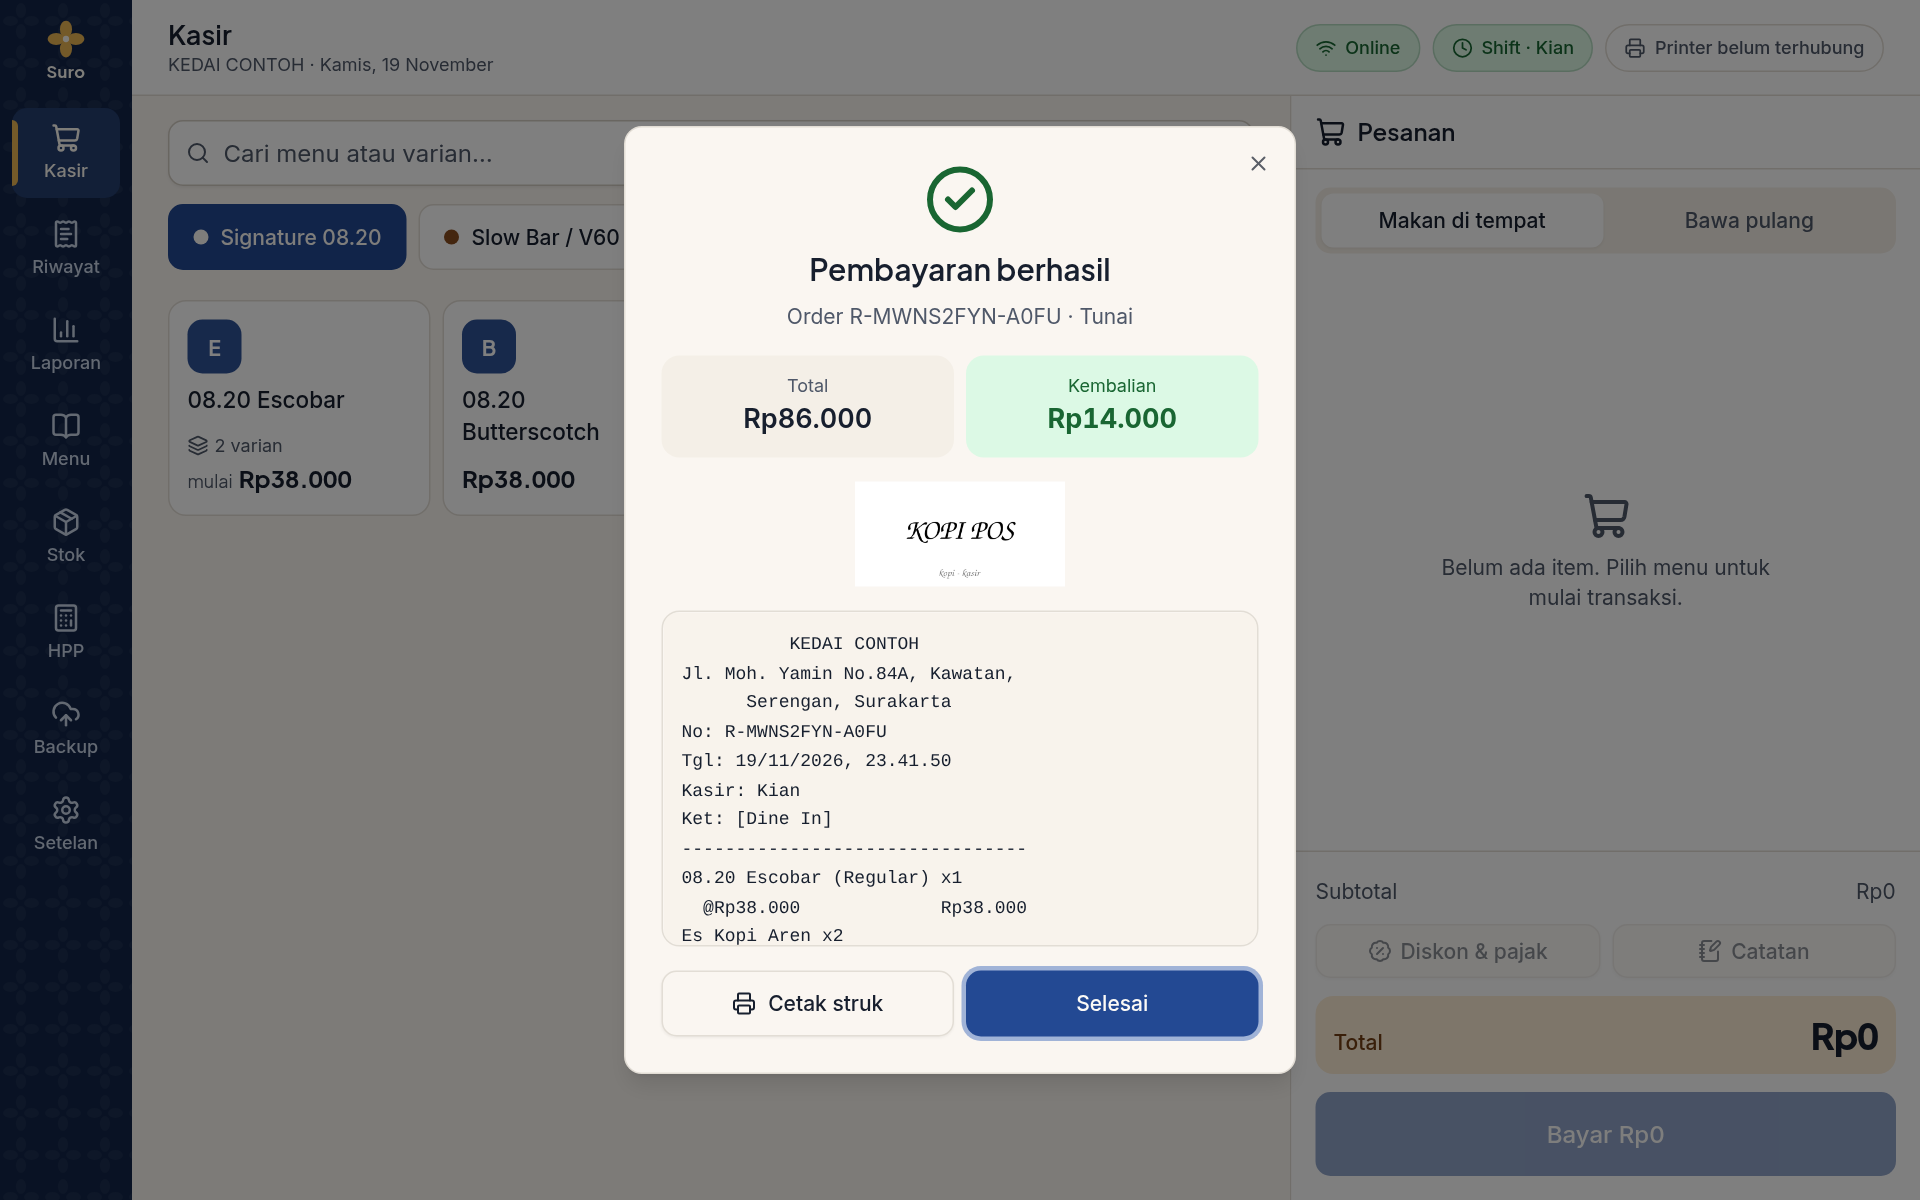 Suro
Kasir
Riwayat
Laporan
Menu
Stok
HPP
Backup
Setelan
Kasir
KEDAI CONTOH · Kamis, 19 November
Online
Shift · Kian
Printer belum terhubung
Cari menu atau varian...
Signature 08.20
Slow Bar / V60
E
08.20 Escobar
2 varian
mulai Rp38.000
B
08.20
Butterscotch
Rp38.000
Pembayaran berhasil
Order R-MWNS2FYN-A0FU · Tunai
Total
Rp86.000
Kembalian
Rp14.000
KOPI POS
kopi · kasir
KEDAI CONTOH
Jl. Moh. Yamin No.84A, Kawatan,
Serengan, Surakarta
No: R-MWNS2FYN-A0FU
Tgl: 19/11/2026, 23.41.50
Kasir: Kian
Ket: [Dine In]
--------------------------------
08.20 Escobar (Regular) x1
@Rp38.000 Rp38.000
Es Kopi Aren x2
Cetak struk
Selesai
Pesanan
Makan di tempat
Bawa pulang
Belum ada item. Pilih menu untuk
mulai transaksi.
Subtotal Rp0
Diskon & pajak
Catatan
Total Rp0
Bayar Rp0